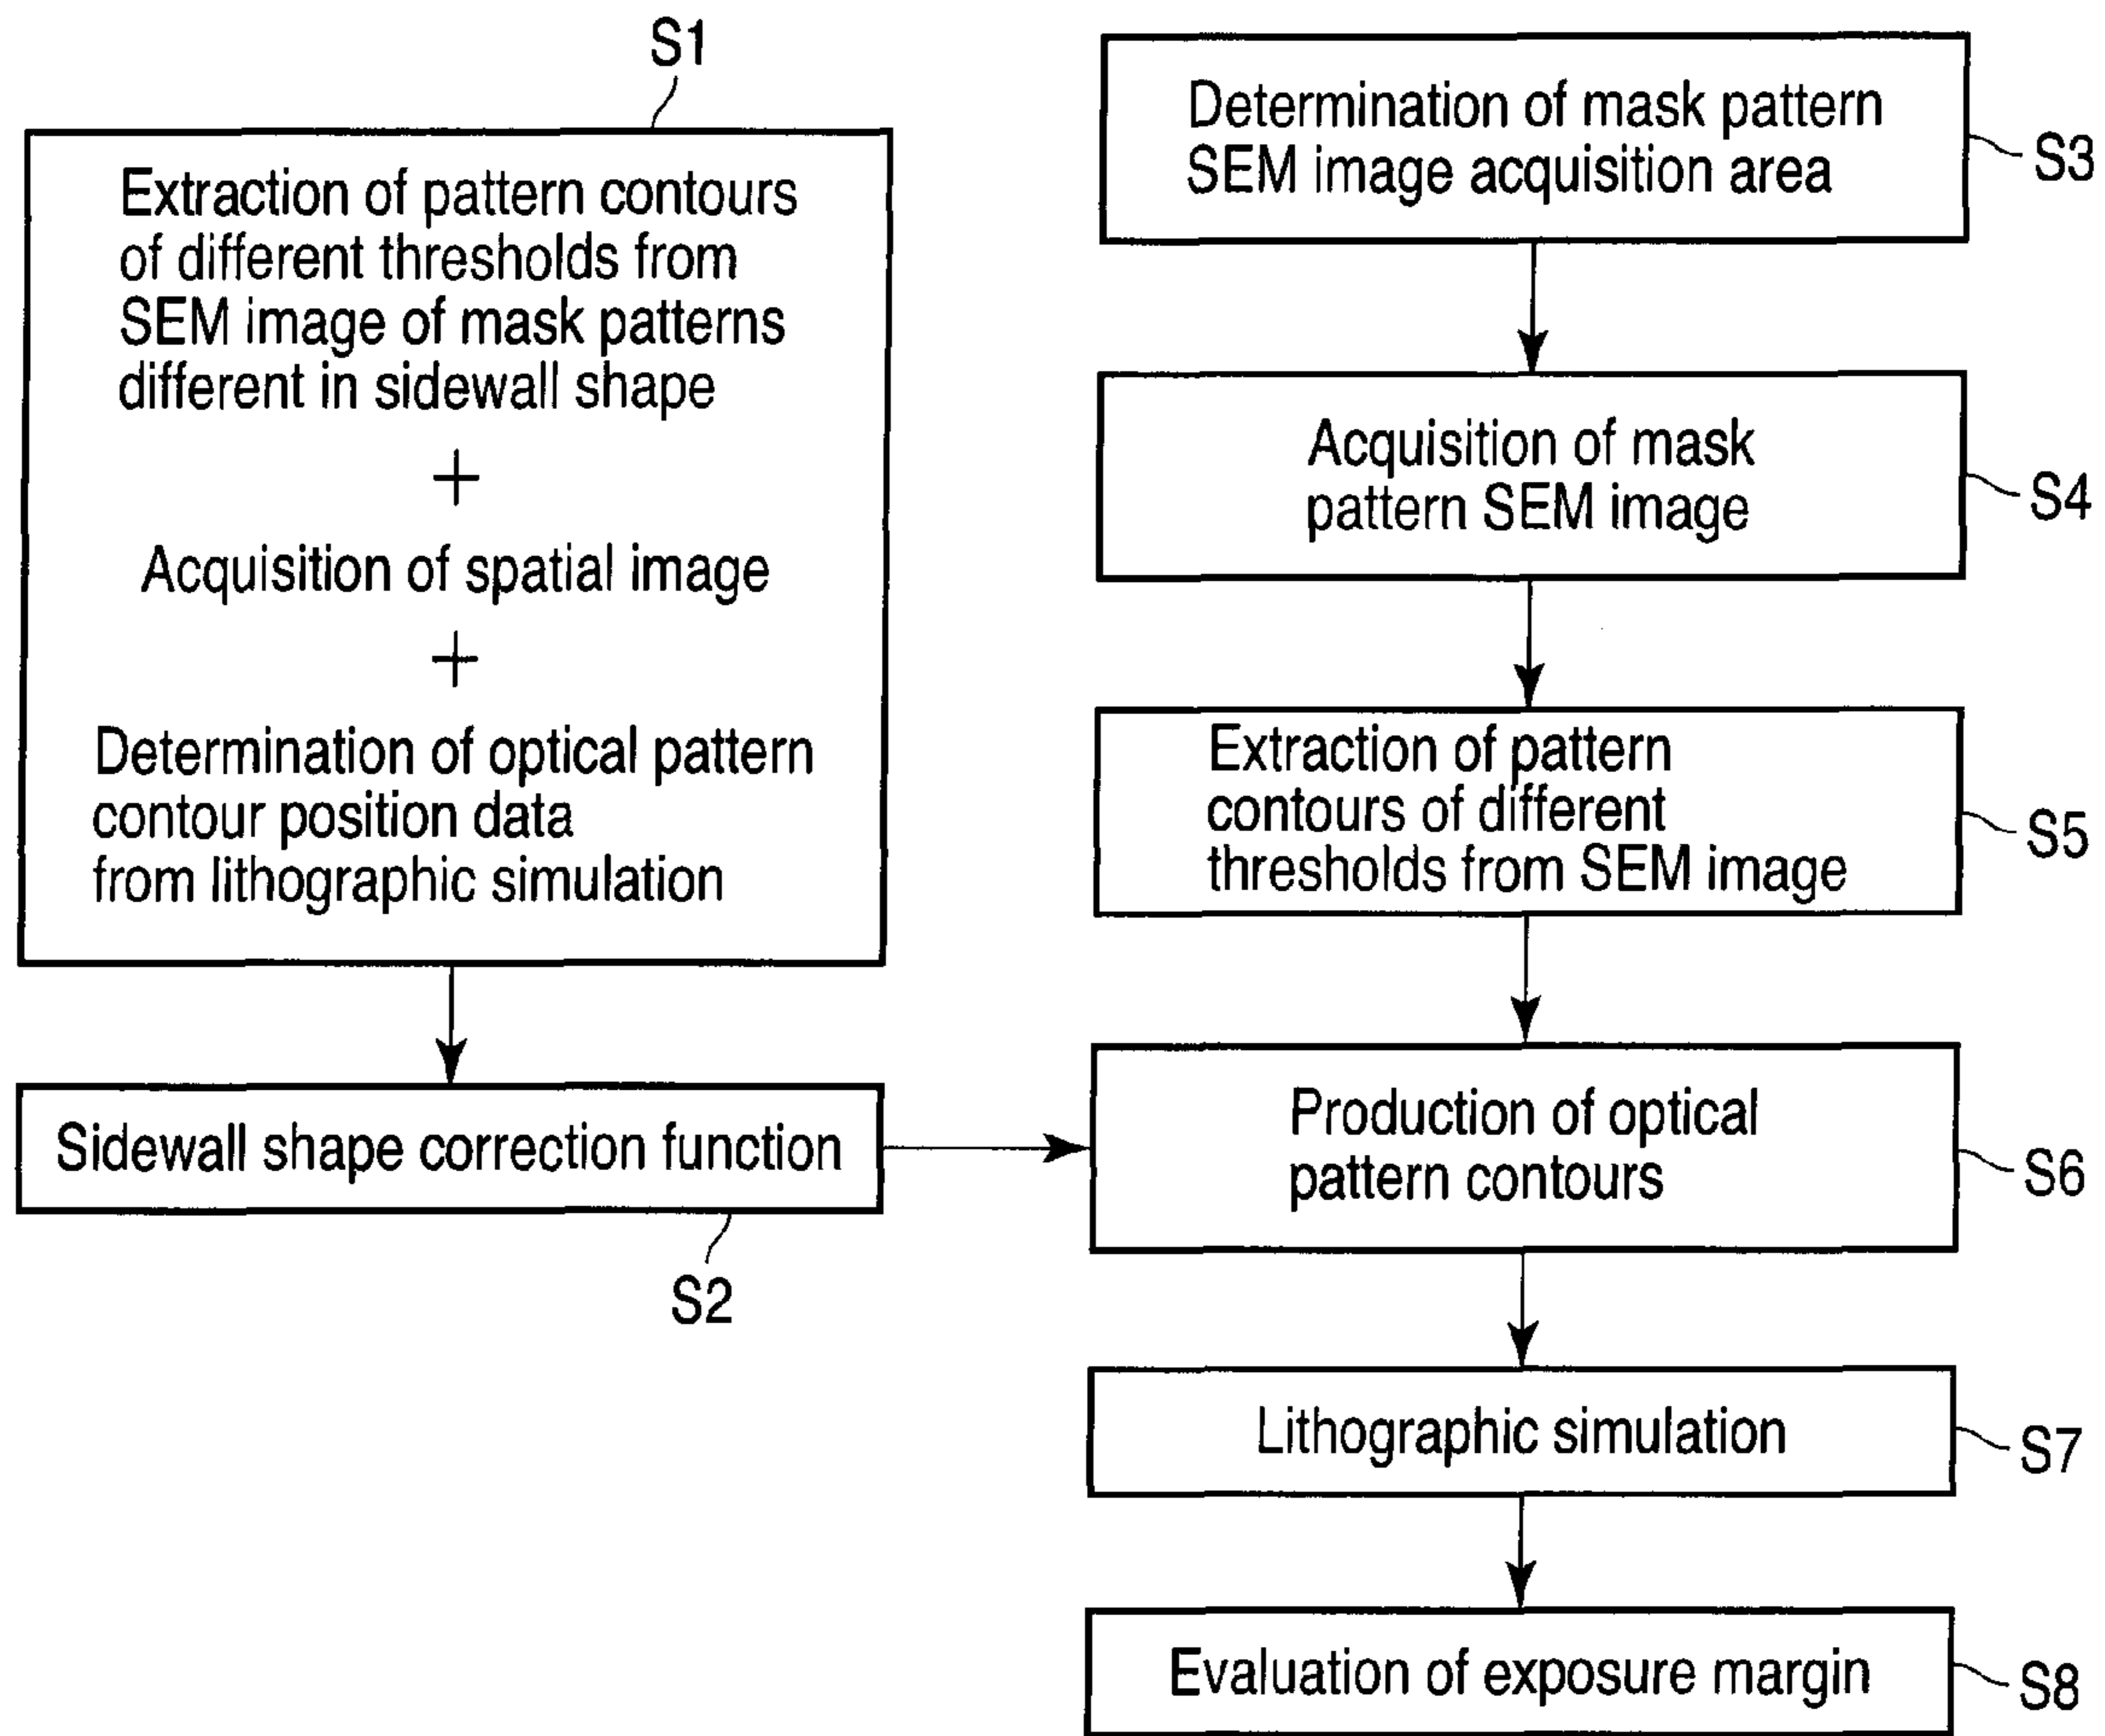 S1
Extraction of pattern contours
of different thresholds from
SEM image of mask patterns
different in sidewall shape
+
Acquisition of spatial image
+
Determination of optical pattern
contour position data
from lithographic simulation
Sidewall shape correction function
S2
Determination of mask pattern
SEM image acquisition area
S3
Acquisition of mask
pattern SEM image
S4
Extraction of pattern
contours of different
thresholds from SEM image
S5
Production of optical
pattern contours
S6
Lithographic simulation
S7
Evaluation of exposure margin
S8